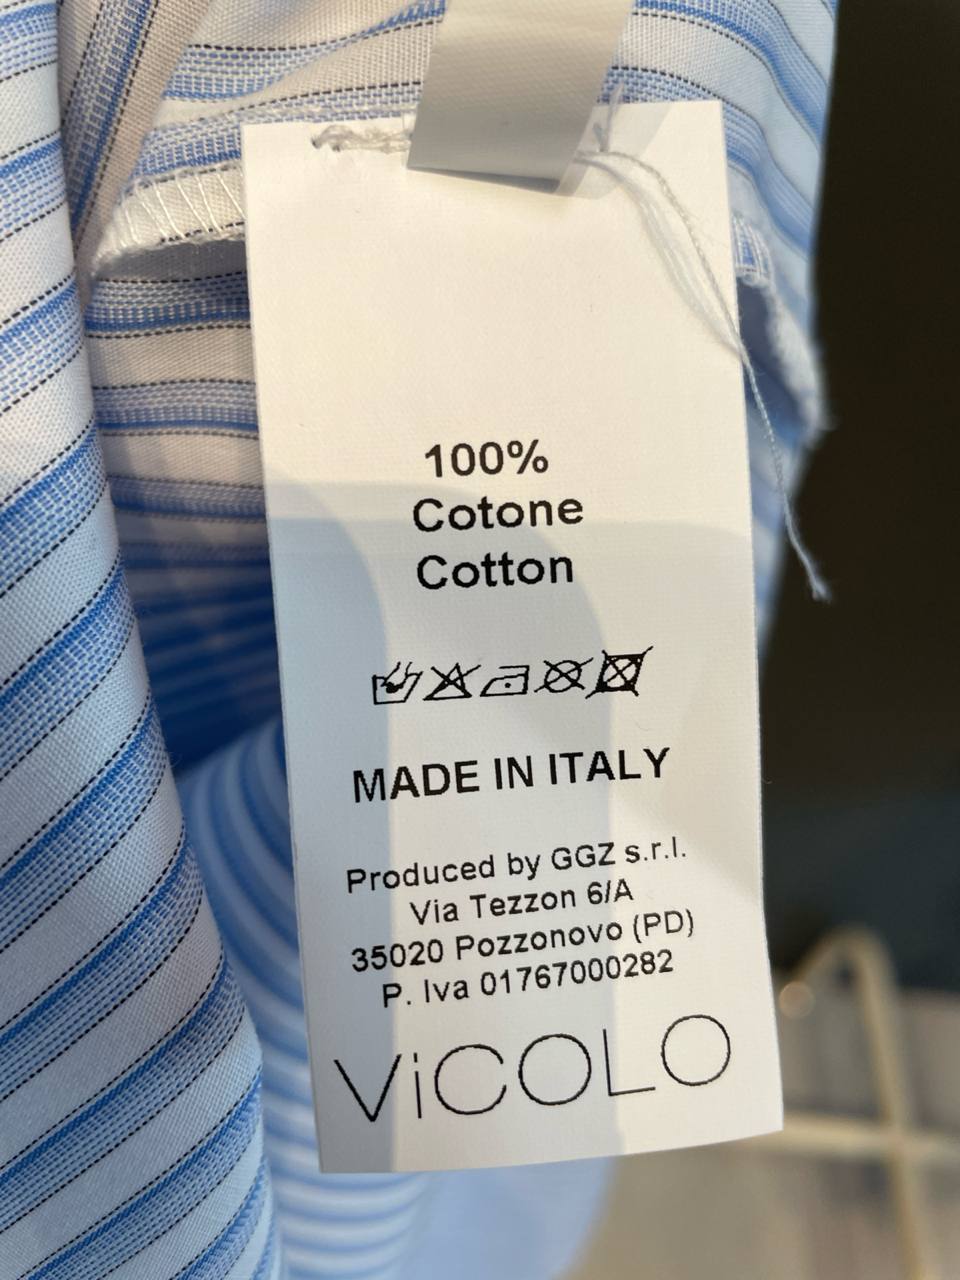 100%
Cotone
Cotton
MADE IN ITALY
Produced by GGZ s.r.l.
Via Tezzon 6/A
35020 Pozzonovo (PD)
P. Iva 01767000282
ViCOLO